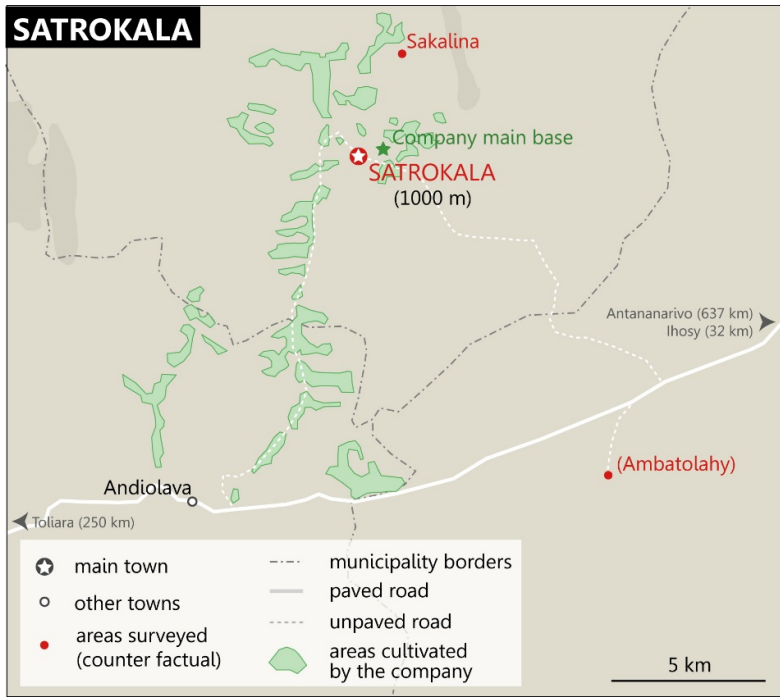 SATROKALA
Sakalina
Company main base
SATROKALA
(1000 m)
Antananarivo (637 km)
Ihosy (32 km)
(Ambatolahy)
Andiolava
Toliara (250 km)
main town
other towns
areas surveyed
(counter factual)
municipality borders
paved road
unpaved road
areas cultivated
by the company
5 km